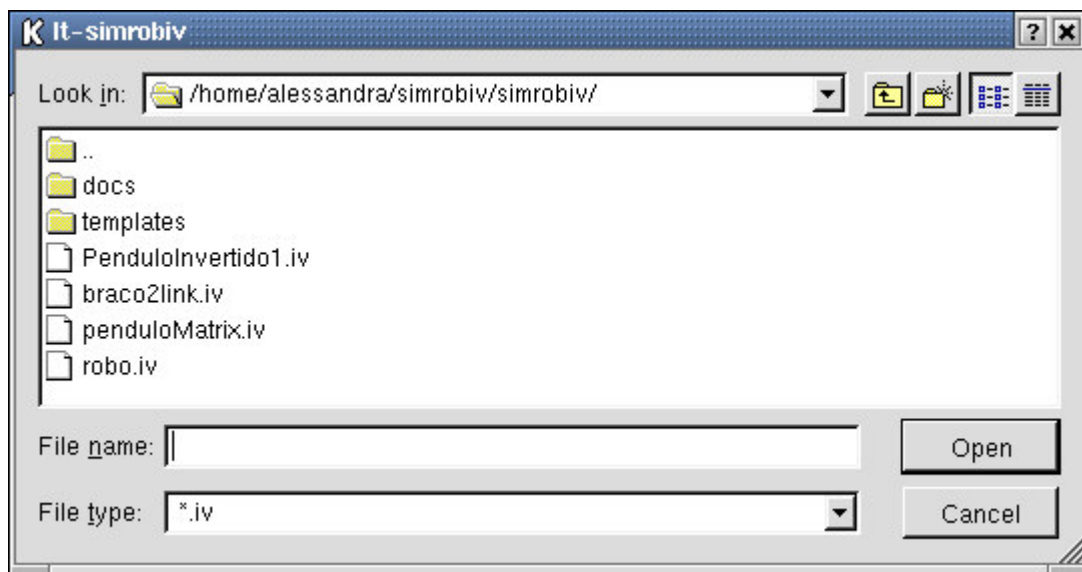 lt-simrobiv
Look in: /home/alessandra/simrobiv/simrobiv/
..
docs
templates
PenduloInvertido1.iv
braco2link.iv
penduloMatrix.iv
robo.iv
File name: Open
File type: *.iv Cancel